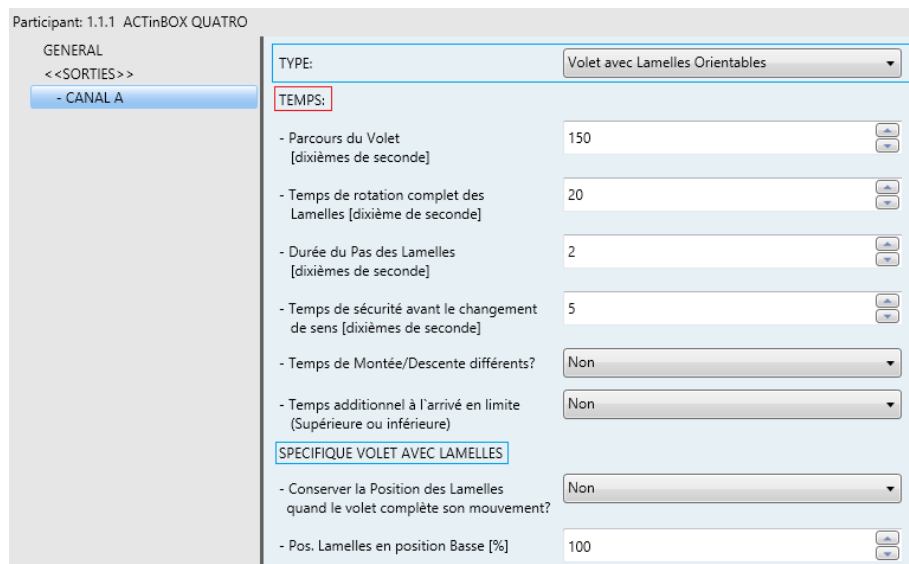 Participant: 1.1.1 ACTinBOX QUATRO
GENERAL
<<SORTIES>>
- CANAL A
TYPE:
Volet avec Lamelles Orientables
TEMPS:
- Parcours du Volet
[dixièmes de seconde]
150
- Temps de rotation complet des
Lamelles [dixième de seconde]
20
- Durée du Pas des Lamelles
[dixièmes de seconde]
2
- Temps de sécurité avant le changement
de sens [dixièmes de seconde]
5
- Temps de Montée/Descente différents?
Non
- Temps additionnel à l`arrivé en limite
(Supérieure ou inférieure)
Non
SPECIFIQUE VOLET AVEC LAMELLES
- Conserver la Position des Lamelles
quand le volet complète son mouvement?
Non
- Pos. Lamelles en position Basse [%]
100